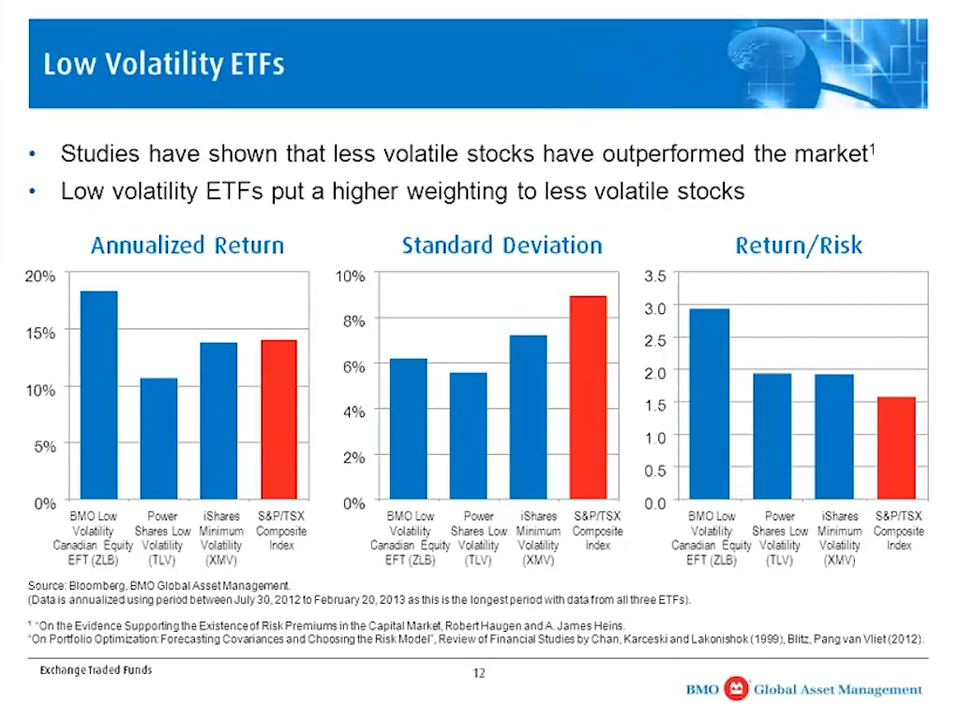 Low Volatility ETFs
• Studies have shown that less volatile stocks have outperformed the market¹
• Low volatility ETFs put a higher weighting to less volatile stocks
Annualized Return
20%
15%
10%
5%
0%
BMO Low
Volatility
Canadian Equity
EFT (ZLB)
Power
Shares Low
Volatility
(TLV)
iShares
Minimum
Volatility
(XMV)
S&P/TSX
Composite
Index
Standard Deviation
10%
8%
6%
4%
2%
0%
BMO Low
Volatility
Canadian Equity
EFT (ZLB)
Power
Shares Low
Volatility
(TLV)
iShares
Minimum
Volatility
(XMV)
S&P/TSX
Composite
Index
Return/Risk
3.5
3.0
2.5
2.0
1.5
1.0
0.5
0.0
BMO Low
Volatility
Canadian Equity
EFT (ZLB)
Power
Shares Low
Volatility
(TLV)
iShares
Minimum
Volatility
(XMV)
S&P/TSX
Composite
Index
Source: Bloomberg, BMO Global Asset Management.
(Data is annualized using period between July 30, 2012 to February 20, 2013 as this is the longest period with data from all three ETFs).
¹ “On the Evidence Supporting the Existence of Risk Premiums in the Capital Market, Robert Haugen and A. James Heins.
“On Portfolio Optimization: Forecasting Covariances and Choosing the Risk Model”, Review of Financial Studies by Chan, Karceski and Lakonishok (1999), Blitz, Pang van Vliet (2012).
Exchange Traded Funds
12
BMO Global Asset Management